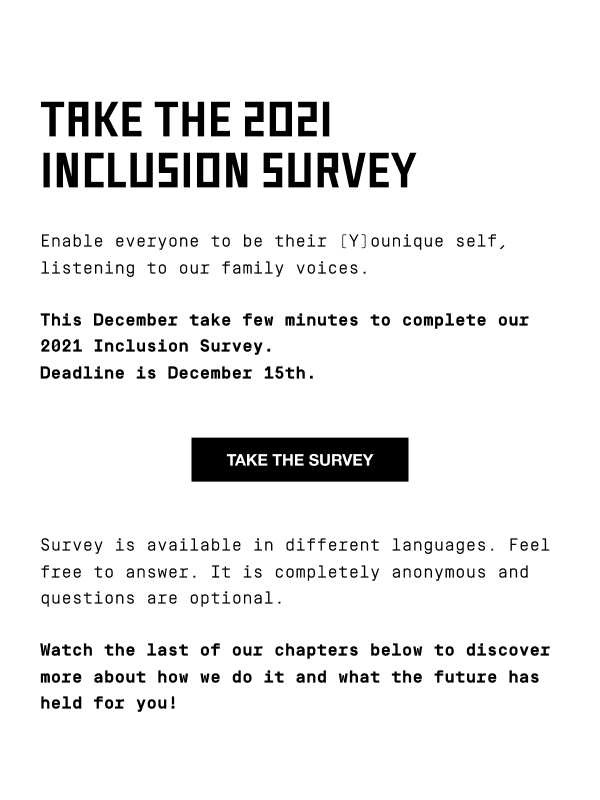 TAKE THE 2021
INCLUSION SURVEY
Enable everyone to be their [Y]ounique self,
listening to our family voices.
This December take few minutes to complete our
2021 Inclusion Survey.
Deadline is December 15th.
TAKE THE SURVEY
Survey is available in different languages. Feel
free to answer. It is completely anonymous and
questions are optional.
Watch the last of our chapters below to discover
more about how we do it and what the future has
held for you!